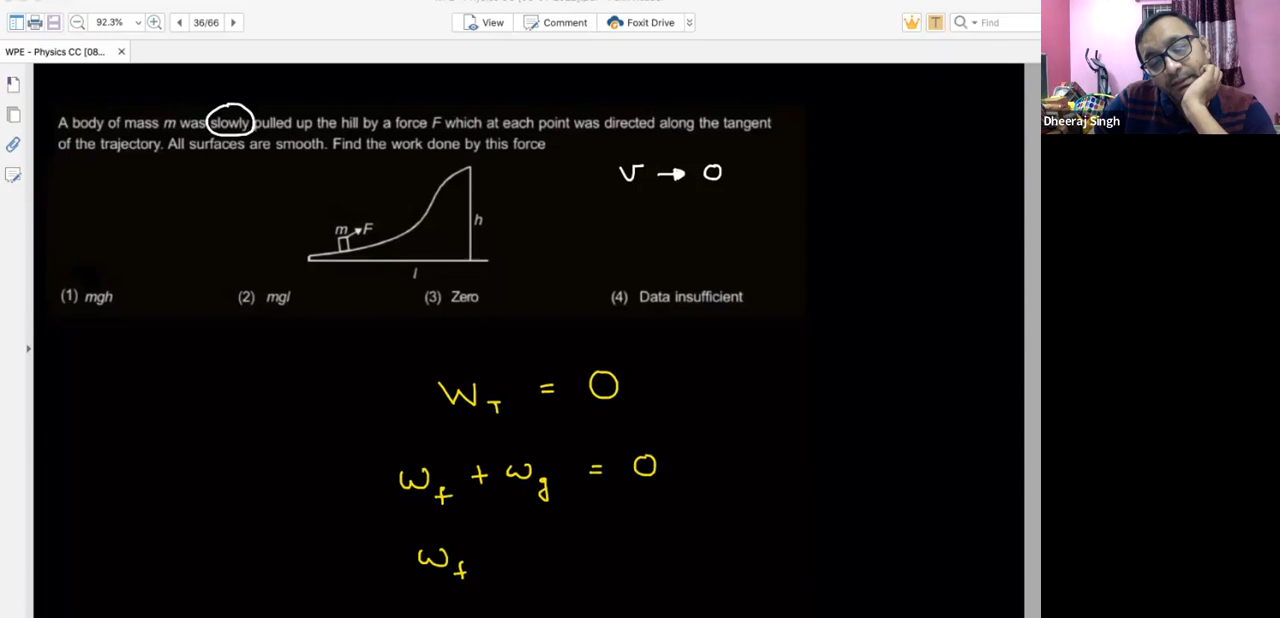 92.3%
36/66
View
Comment
Foxit Drive
T
Find
WPE - Physics CC [08...
Dheeraj Singh
A body of mass m was slowly pulled up the hill by a force F which at each point was directed along the tangent
of the trajectory. All surfaces are smooth. Find the work done by this force
v → 0
m F
h
l
(1) mgh (2) mgl (3) Zero (4) Data insufficient
W_T = 0
W_f + W_g = 0
W_f